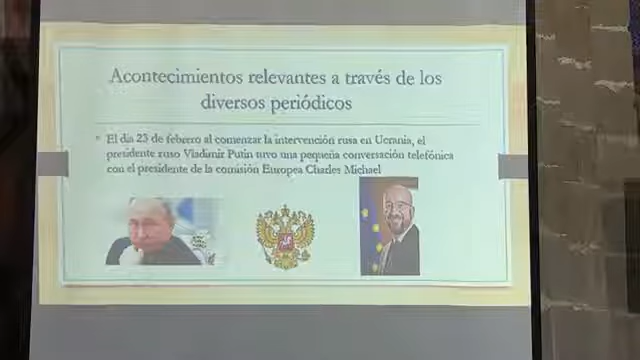 Acontecimientos relevantes a través de los
diversos periódicos
El día 23 de febrero al comenzar la intervención rusa en Ucrania, el
presidente ruso Vladimir Putin tuvo una pequeña conversación telefónica
con el presidente de la comisión Europea Charles Michael